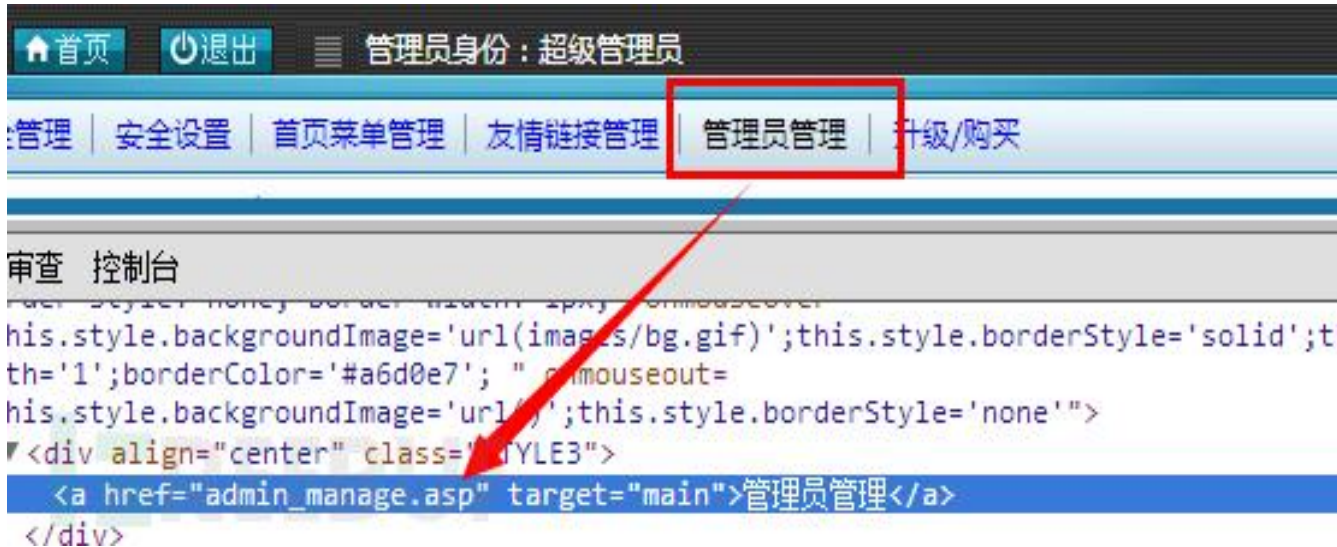 首页 退出 管理员身份：超级管理员
管理 | 安全设置 | 首页菜单管理 | 友情链接管理 | 管理员管理 | 升级/购买
审查 控制台
his.style.backgroundImage='url(images/bg.gif)';this.style.borderStyle='solid';t
th='1';borderColor='#a6d0e7'; " onmouseout=
his.style.backgroundImage='url()';this.style.borderStyle='none'">
▼<div align="center" class="STYLE3">
<a href="admin_manage.asp" target="main">管理员管理</a>
</div>